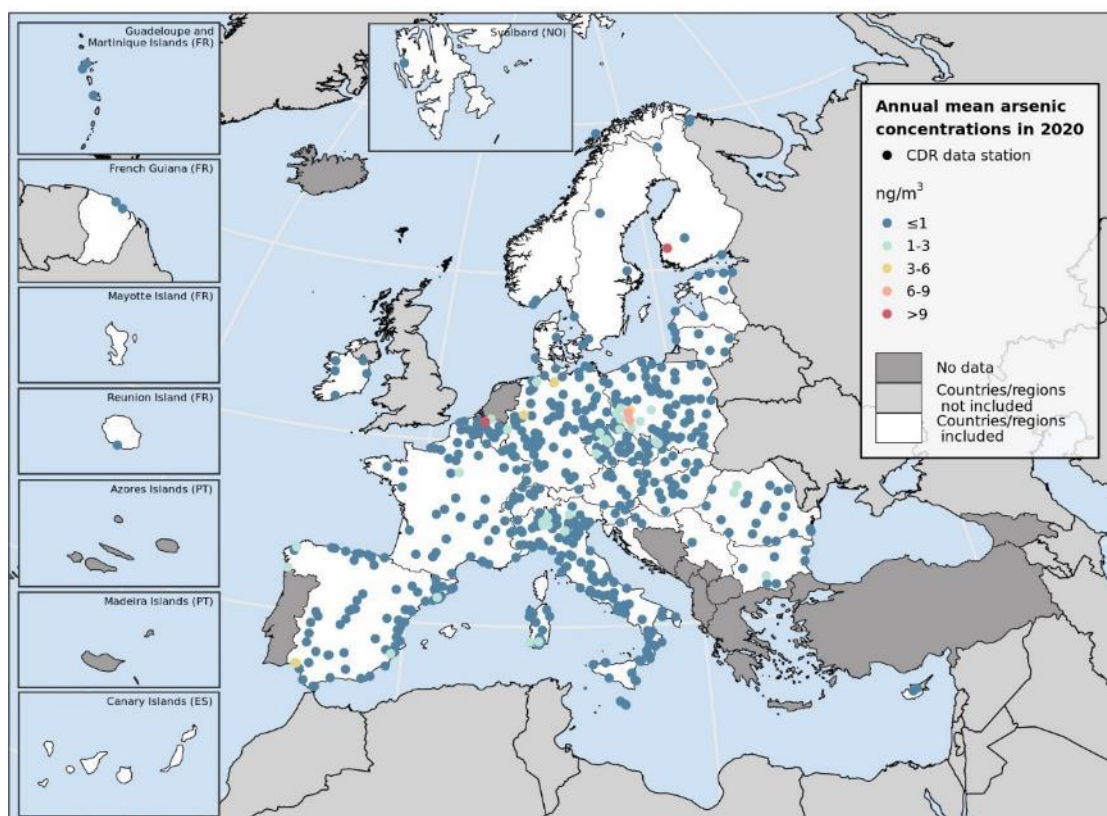 Guadeloupe and
Martinique Islands (FR)
Svalbard (NO)
French Guiana (FR)
Mayotte Island (FR)
Reunion Island (FR)
Azores Islands (PT)
Madeira Islands (PT)
Canary Islands (ES)
Annual mean arsenic
concentrations in 2020
CDR data station
ng/m³
≤1
1-3
3-6
6-9
>9
No data
Countries/regions
not included
Countries/regions
included